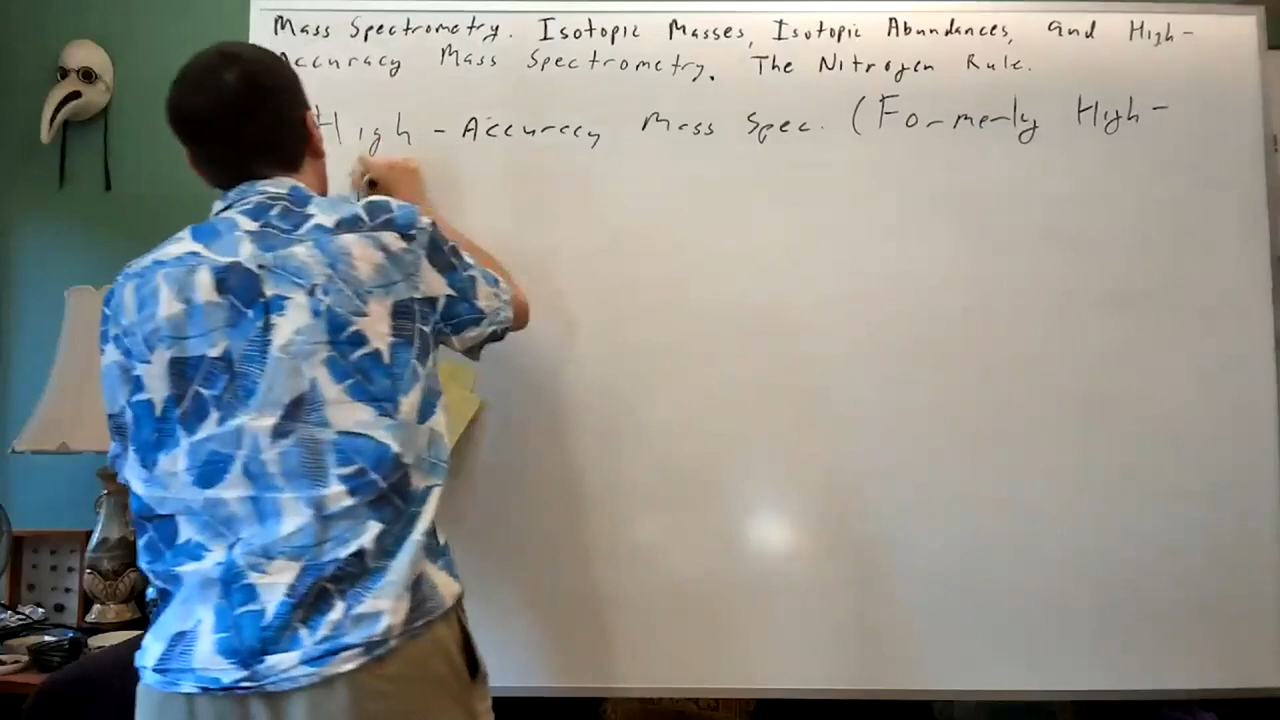 Mass Spectrometry. Isotopic Masses, Isotopic Abundances, and High-
Accuracy Mass Spectrometry. The Nitrogen Rule.
High-Accuracy Mass Spec. (Formerly High-